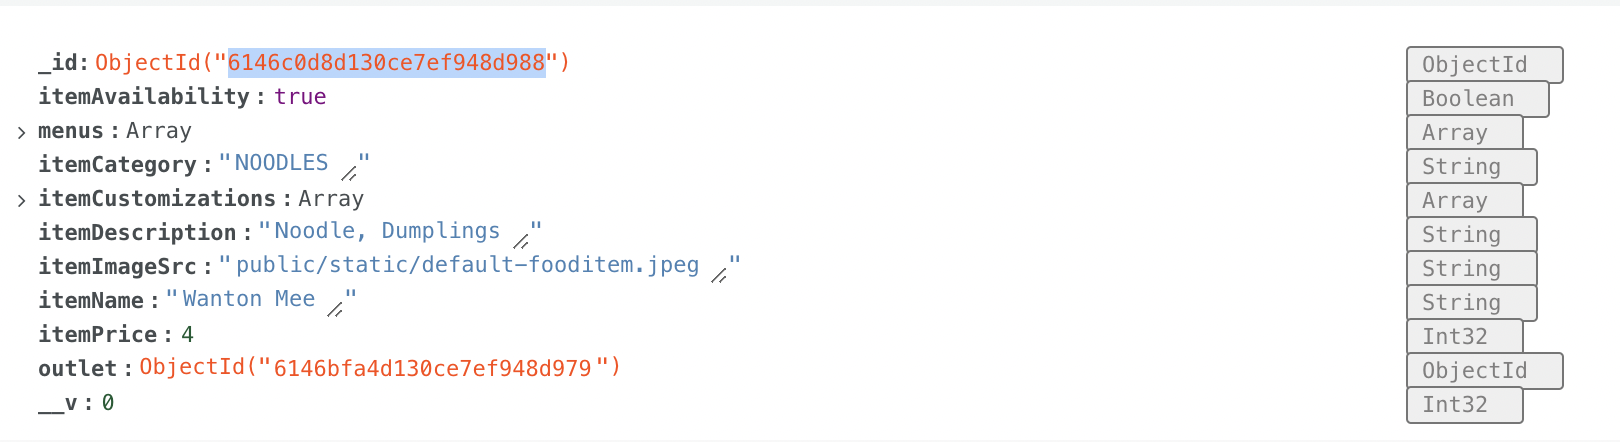 _id: ObjectId("6146c0d8d130ce7ef948d988") ObjectId
itemAvailability : true Boolean
menus : Array Array
itemCategory : "NOODLES" String
itemCustomizations : Array Array
itemDescription : "Noodle, Dumplings" String
itemImageSrc : "public/static/default-fooditem.jpeg" String
itemName : "Wanton Mee" String
itemPrice : 4 Int32
outlet : ObjectId("6146bfa4d130ce7ef948d979") ObjectId
__v : 0 Int32